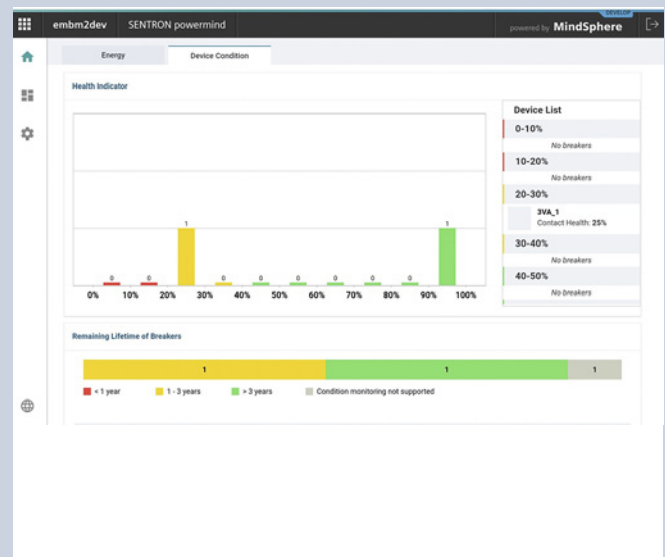 embm2dev SENTRON powermind powered by MindSphere
DEVELOP
Energy Device Condition
Health Indicator
1 1
0 0 0 0 0 0 0 0
0% 10% 20% 30% 40% 50% 60% 70% 80% 90% 100%
Device List
0-10%
No breakers
10-20%
No breakers
20-30%
3VA_1
Contact Health: 25%
30-40%
No breakers
40-50%
No breakers
Remaining Lifetime of Breakers
1 1 1
< 1 year 1 - 3 years > 3 years Condition monitoring not supported